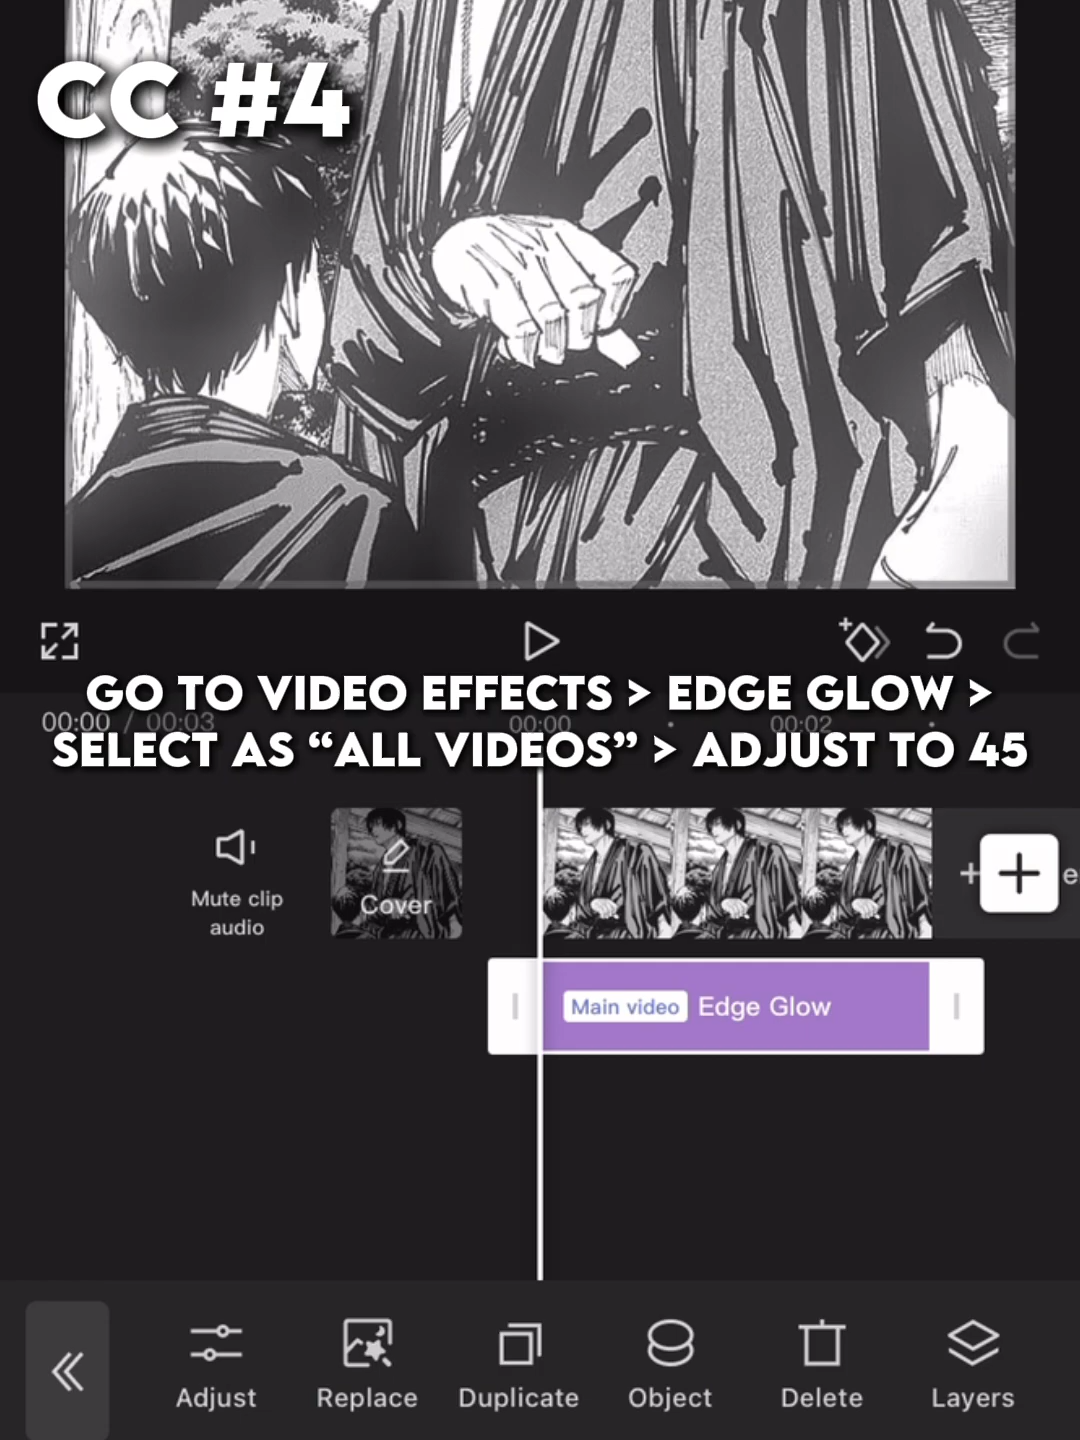 CC #4
GO TO VIDEO EFFECTS > EDGE GLOW >
00:00 / 00:03
00:00
00:02
SELECT AS “ALL VIDEOS” > ADJUST TO 45
Mute clip
audio
Cover
Main video Edge Glow
Adjust
Replace
Duplicate
Object
Delete
Layers